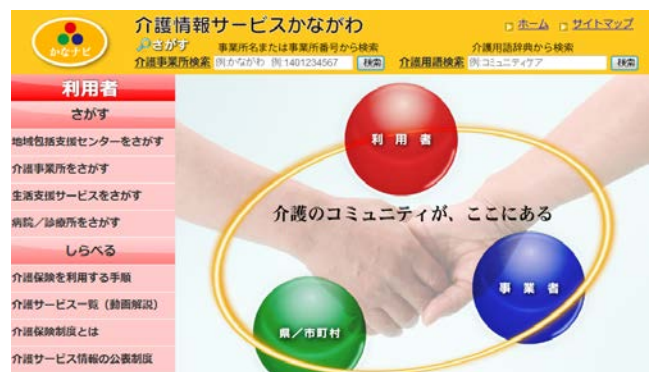 かなナビ
介護情報サービスかながわ
ホーム サイトマップ
さがす 事業所名または事業所番号から検索 介護用語辞典から検索
介護事業所検索 例:かながわ 例:1401234567 検索 介護用語検索 例:コミュニティケア 検索
利用者
さがす
地域包括支援センターをさがす
介護事業所をさがす
生活支援サービスをさがす
病院／診療所をさがす
しらべる
介護保険を利用する手順
介護サービス一覧（動画解説）
介護保険制度とは
介護サービス情報の公表制度
利用者
介護のコミュニティが、ここにある
事業者
県／市町村